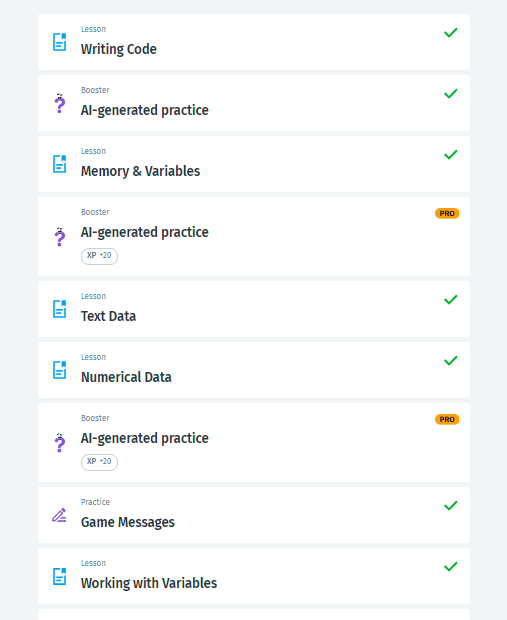 Lesson
Writing Code
Booster
AI-generated practice
Lesson
Memory & Variables
Booster
PRO
AI-generated practice
XP +20
Lesson
Text Data
Lesson
Numerical Data
Booster
PRO
AI-generated practice
XP +20
Practice
Game Messages
Lesson
Working with Variables